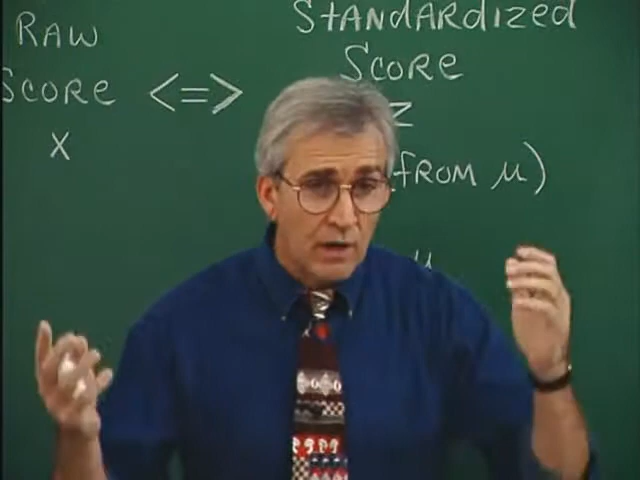 RAW
SCORE <=>
x
STANDARDized
SCORE
z
from μ)
μ